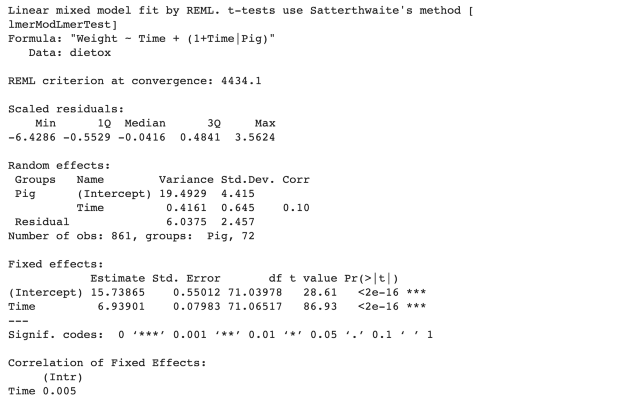 Linear mixed model fit by REML. t-tests use Satterthwaite's method [
lmerModLmerTest]
Formula: "Weight ~ Time + (1+Time|Pig)"
   Data: dietox

REML criterion at convergence: 4434.1

Scaled residuals:
    Min      1Q  Median      3Q     Max
-6.4286 -0.5529 -0.0416  0.4841  3.5624

Random effects:
 Groups   Name        Variance Std.Dev. Corr
 Pig      (Intercept) 19.4929  4.415
          Time         0.4161  0.645    0.10
 Residual              6.0375  2.457
Number of obs: 861, groups:  Pig, 72

Fixed effects:
            Estimate Std. Error       df t value Pr(>|t|)
(Intercept) 15.73865    0.55012 71.03978   28.61   <2e-16 ***
Time         6.93901    0.07983 71.06517   86.93   <2e-16 ***
---
Signif. codes:  0 ‘***’ 0.001 ‘**’ 0.01 ‘*’ 0.05 ‘.’ 0.1 ‘ ’ 1

Correlation of Fixed Effects:
     (Intr)
Time 0.005